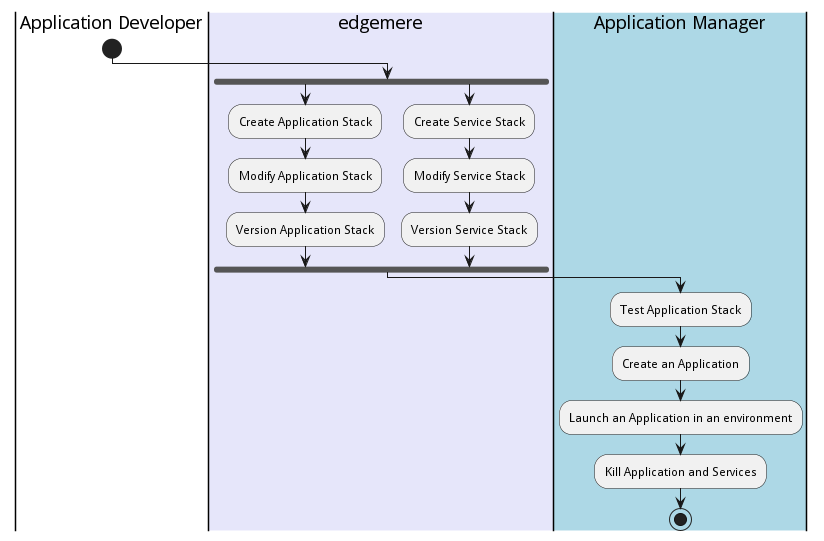 Application Developer
edgemere
Application Manager
Create Application Stack
Create Service Stack
Modify Application Stack
Modify Service Stack
Version Application Stack
Version Service Stack
Test Application Stack
Create an Application
Launch an Application in an environment
Kill Application and Services